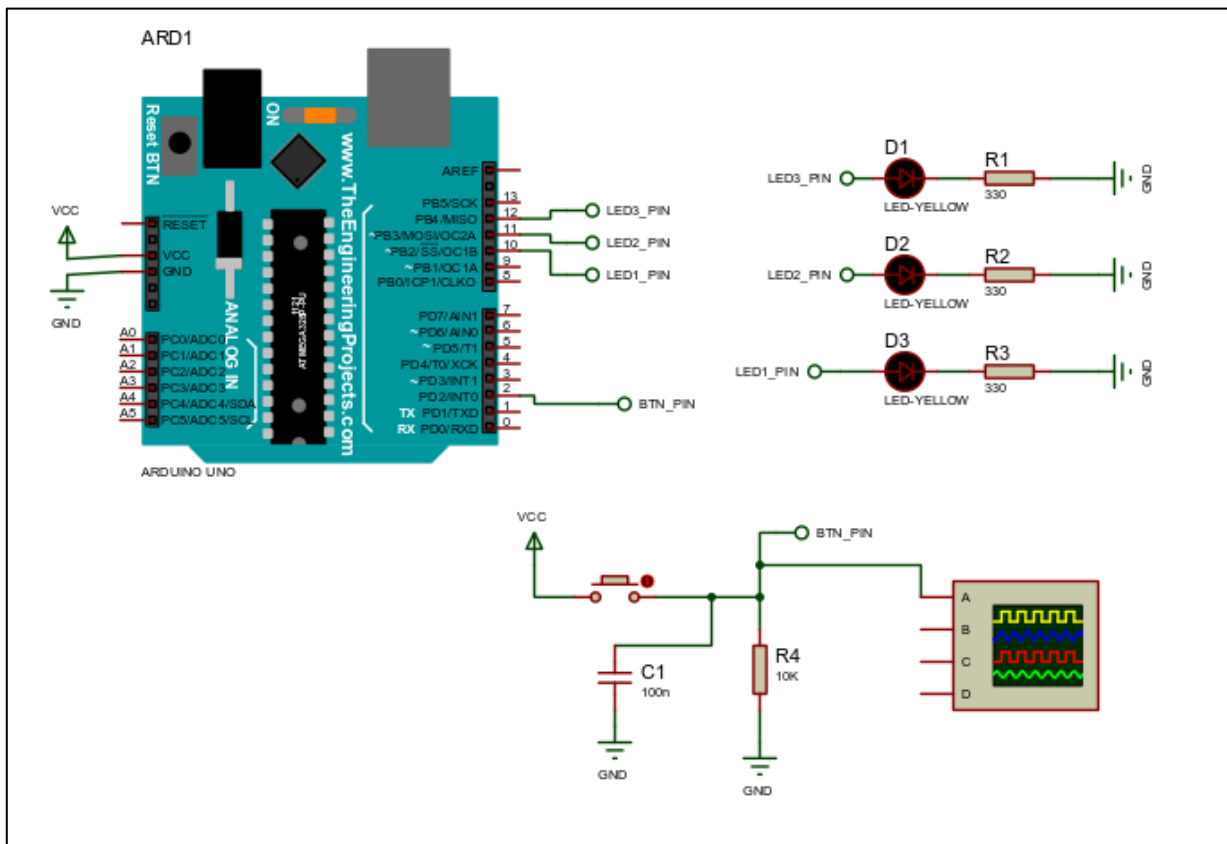 ARD1
Reset BTN
ON
www.TheEngineeringProjects.com
ANALOG IN
VCC
GND
RESET
VCC
GND
A0 PC0/ADC0
A1 PC1/ADC1
A2 PC2/ADC2
A3 PC3/ADC3
A4 PC4/ADC4/SDA
A5 PC5/ADC5/SCL
ARDUINO UNO
AREF
PB5/SCK 13
PB4/MISO 12
~PB3/MOSI/OC2A 11
~PB2/SS/OC1B 10
~PB1/OC1A 9
PB0/ICP1/CLKO 8
PD7/AIN1 7
~PD6/AIN0 6
~PD5/T1 5
PD4/T0/XCK 4
~PD3/INT1 3
PD2/INT0 2
TX PD1/TXD 1
RX PD0/RXD 0
LED3_PIN
LED2_PIN
LED1_PIN
BTN_PIN
D1
R1
LED3_PIN
LED-YELLOW
330
GND
D2
R2
LED2_PIN
LED-YELLOW
330
GND
D3
R3
LED1_PIN
LED-YELLOW
330
GND
VCC
BTN_PIN
C1
100n
GND
R4
10K
GND
A
B
C
D